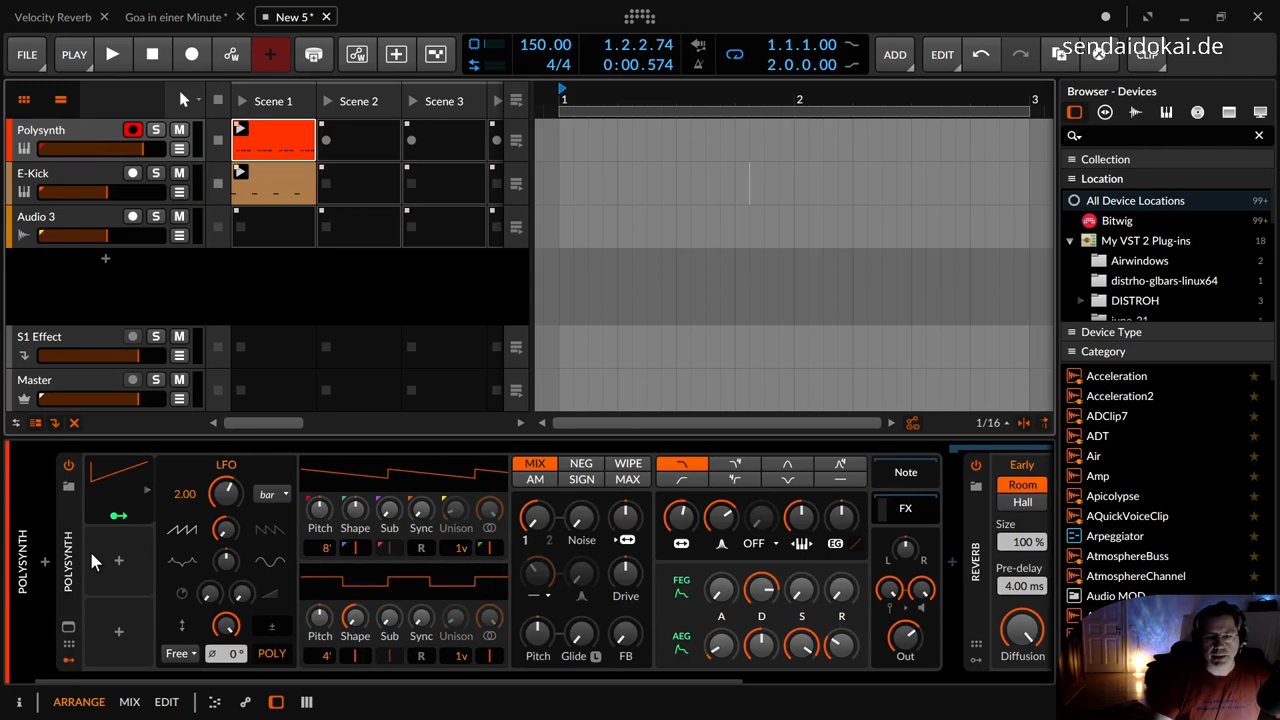 Velocity Reverb
Goa in einer Minute*
New 5*
FILE
PLAY
150.00
4/4
1.2.2.74
0:00.574
1.1.1.00
2.0.0.00
ADD
EDIT
CLIP
sendaidokai.de
Scene 1
Scene 2
Scene 3
1
2
3
Polysynth
S
M
E-Kick
S
M
Audio 3
S
M
S1 Effect
S
M
Master
S
M
1/16
Browser - Devices
Collection
Location
All Device Locations
99+
Bitwig
99+
My VST 2 Plug-ins
18
Airwindows
2
distrho-glbars-linux64
1
DISTROH
3
Device Type
Category
Acceleration
Acceleration2
ADClip7
ADT
Air
Amp
Apicolypse
AQuickVoiceClip
Arpeggiator
AtmosphereBuss
AtmosphereChannel
Audio MOD
POLYSYNTH
POLYSYNTH
LFO
2.00
bar
Free
0°
POLY
Pitch
Shape
Sub
Sync
Unison
8'
R
1v
Pitch
Shape
Sub
Sync
Unison
4'
R
1v
MIX
NEG
WIPE
AM
SIGN
MAX
1
2
Noise
Drive
Pitch
Glide
L
FB
OFF
EG
FEG
A
D
S
R
AEG
Note
FX
L
R
Out
REVERB
Early
Room
Hall
Size
100 %
Pre-delay
4.00 ms
Diffusion
ARRANGE
MIX
EDIT